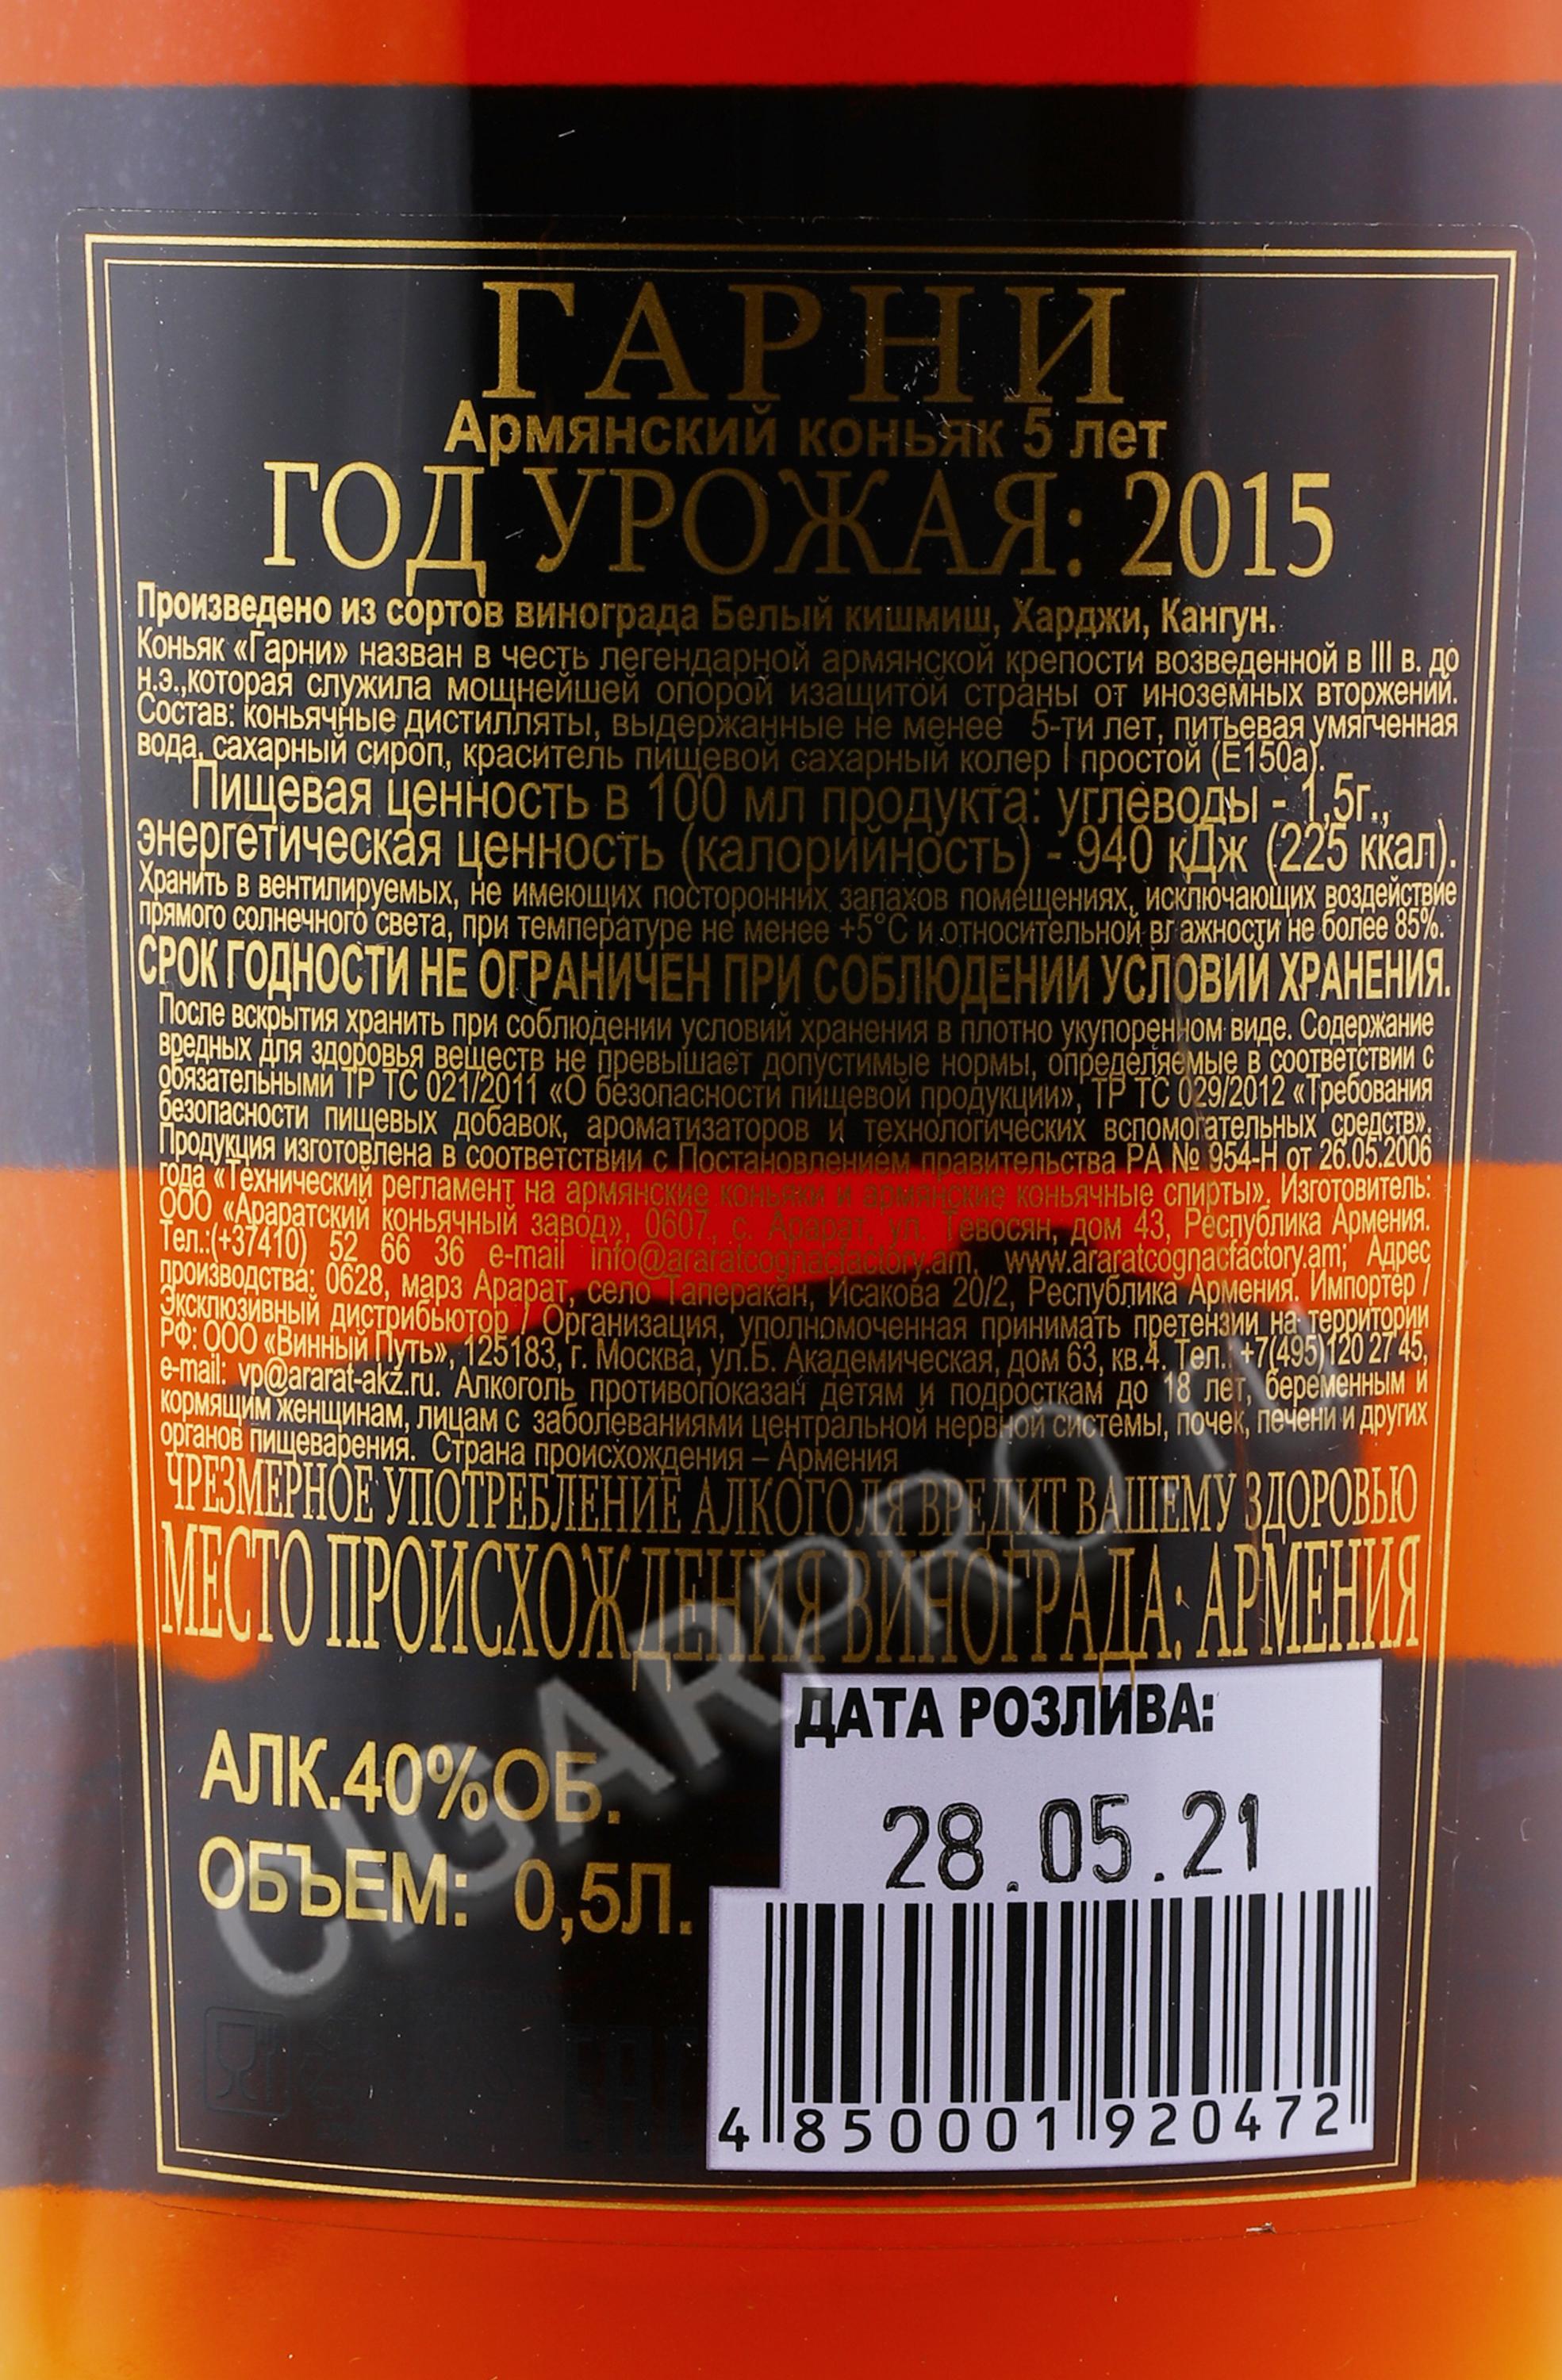 ГАРНИ
Армянский коньяк 5 лет
ГОД УРОЖАЯ: 2015
Произведено из сортов винограда Белый кишмиш, Харджи, Кангун.
Коньяк «Гарни» назван в честь легендарной армянской крепости возведенной в III в. до
н.э.,которая служила мощнейшей опорой изащитой страны от иноземных вторжений.
Состав: коньячные дистилляты, выдержанные не менее 5-ти лет, питьевая умягченная
вода, сахарный сироп, краситель пищевой сахарный колер I простой (Е150а).
Пищевая ценность в 100 мл продукта: углеводы - 1,5г.,
энергетическая ценность (калорийность) - 940 кДж (225 ккал).
Хранить в вентилируемых, не имеющих посторонних запахов помещениях, исключающих воздействие
прямого солнечного света, при температуре не менее +5°С и относительной влажности не более 85%.
СРОК ГОДНОСТИ НЕ ОГРАНИЧЕН ПРИ СОБЛЮДЕНИИ УСЛОВИЙ ХРАНЕНИЯ.
После вскрытия хранить при соблюдении условий хранения в плотно укупоренном виде. Содержание
вредных для здоровья веществ не превышает допустимые нормы, определяемые в соответствии с
обязательными ТР ТС 021/2011 «О безопасности пищевой продукции», ТР ТС 029/2012 «Требования
безопасности пищевых добавок, ароматизаторов и технологических вспомогательных средств».
Продукция изготовлена в соответствии с Постановлением правительства РА № 954-Н от 26.05.2006
года «Технический регламент на армянские коньяки и армянские коньячные спирты». Изготовитель:
ООО «Араратский коньячный завод», 0607, с. Арарат, ул. Тевосян, дом 43, Республика Армения.
Тел.:(+37410) 52 66 36 e-mail info@araratcognacfactory.am, www.araratcognacfactory.am; Адрес
производства: 0628, марз Арарат, село Таперакан, Исакова 20/2, Республика Армения. Импортер /
Эксклюзивный дистрибьютор / Организация, уполномоченная принимать претензии на территории
РФ: ООО «Винный Путь», 125183, г. Москва, ул.Б. Академическая, дом 63, кв.4. Тел.: +7(495)120 27 45,
e-mail: vp@ararat-akz.ru. Алкоголь противопоказан детям и подросткам до 18 лет, беременным и
кормящим женщинам, лицам с заболеваниями центральной нервной системы, почек, печени и других
органов пищеварения. Страна происхождения – Армения
ЧРЕЗМЕРНОЕ УПОТРЕБЛЕНИЕ АЛКОГОЛЯ ВРЕДИТ ВАШЕМУ ЗДОРОВЬЮ
МЕСТО ПРОИСХОЖДЕНИЯ ВИНОГРАДА: АРМЕНИЯ
ДАТА РОЗЛИВА:
28.05.21
АЛК.40%ОБ.
ОБЪЕМ: 0,5Л.
4 850001 920472
CIGARPRO.ru